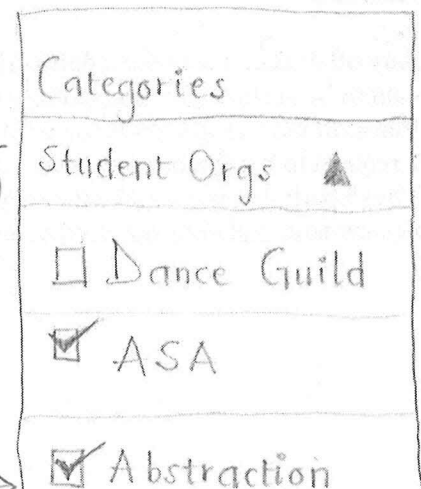 Categories
Student Orgs
Dance Guild
ASA
Abstraction